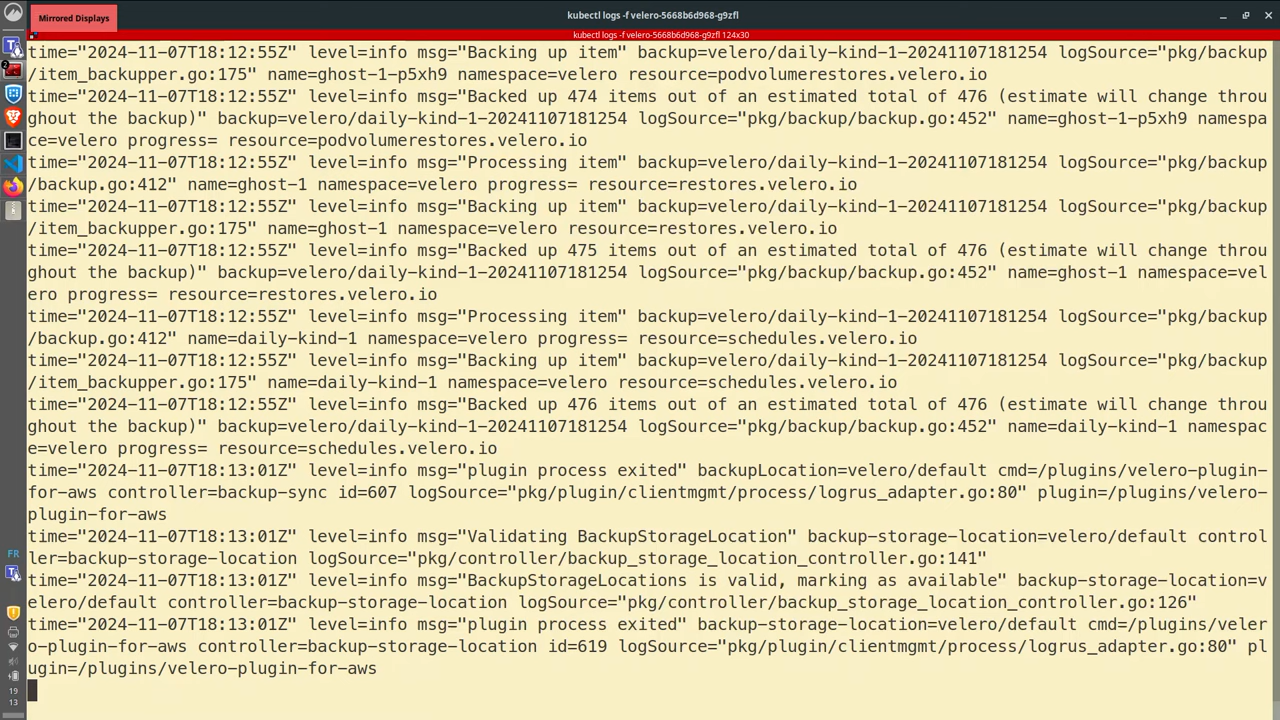 Mirrored Displays
kubectl logs -f velero-5668b6d968-g9zfl
kubectl logs -f velero-5668b6d968-g9zfl 124x30
time="2024-11-07T18:12:55Z" level=info msg="Backing up item" backup=velero/daily-kind-1-20241107181254 logSource="pkg/backup
/item_backupper.go:175" name=ghost-1-p5xh9 namespace=velero resource=podvolumerestores.velero.io
time="2024-11-07T18:12:55Z" level=info msg="Backed up 474 items out of an estimated total of 476 (estimate will change throu
ghout the backup)" backup=velero/daily-kind-1-20241107181254 logSource="pkg/backup/backup.go:452" name=ghost-1-p5xh9 namespa
ce=velero progress= resource=podvolumerestores.velero.io
time="2024-11-07T18:12:55Z" level=info msg="Processing item" backup=velero/daily-kind-1-20241107181254 logSource="pkg/backup
/backup.go:412" name=ghost-1 namespace=velero progress= resource=restores.velero.io
time="2024-11-07T18:12:55Z" level=info msg="Backing up item" backup=velero/daily-kind-1-20241107181254 logSource="pkg/backup
/item_backupper.go:175" name=ghost-1 namespace=velero resource=restores.velero.io
time="2024-11-07T18:12:55Z" level=info msg="Backed up 475 items out of an estimated total of 476 (estimate will change throu
ghout the backup)" backup=velero/daily-kind-1-20241107181254 logSource="pkg/backup/backup.go:452" name=ghost-1 namespace=vel
ero progress= resource=restores.velero.io
time="2024-11-07T18:12:55Z" level=info msg="Processing item" backup=velero/daily-kind-1-20241107181254 logSource="pkg/backup
/backup.go:412" name=daily-kind-1 namespace=velero progress= resource=schedules.velero.io
time="2024-11-07T18:12:55Z" level=info msg="Backing up item" backup=velero/daily-kind-1-20241107181254 logSource="pkg/backup
/item_backupper.go:175" name=daily-kind-1 namespace=velero resource=schedules.velero.io
time="2024-11-07T18:12:55Z" level=info msg="Backed up 476 items out of an estimated total of 476 (estimate will change throu
ghout the backup)" backup=velero/daily-kind-1-20241107181254 logSource="pkg/backup/backup.go:452" name=daily-kind-1 namespac
e=velero progress= resource=schedules.velero.io
time="2024-11-07T18:13:01Z" level=info msg="plugin process exited" backupLocation=velero/default cmd=/plugins/velero-plugin-
for-aws controller=backup-sync id=607 logSource="pkg/plugin/clientmgmt/process/logrus_adapter.go:80" plugin=/plugins/velero-
plugin-for-aws
time="2024-11-07T18:13:01Z" level=info msg="Validating BackupStorageLocation" backup-storage-location=velero/default control
ler=backup-storage-location logSource="pkg/controller/backup_storage_location_controller.go:141"
time="2024-11-07T18:13:01Z" level=info msg="BackupStorageLocations is valid, marking as available" backup-storage-location=v
elero/default controller=backup-storage-location logSource="pkg/controller/backup_storage_location_controller.go:126"
time="2024-11-07T18:13:01Z" level=info msg="plugin process exited" backup-storage-location=velero/default cmd=/plugins/veler
o-plugin-for-aws controller=backup-storage-location id=619 logSource="pkg/plugin/clientmgmt/process/logrus_adapter.go:80" pl
ugin=/plugins/velero-plugin-for-aws
2
FR
19
13